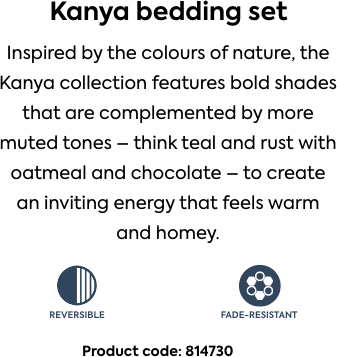 Kanya bedding set
Inspired by the colours of nature, the
Kanya collection features bold shades
that are complemented by more
muted tones – think teal and rust with
oatmeal and chocolate – to create
an inviting energy that feels warm
and homey.
REVERSIBLE
FADE-RESISTANT
Product code: 814730